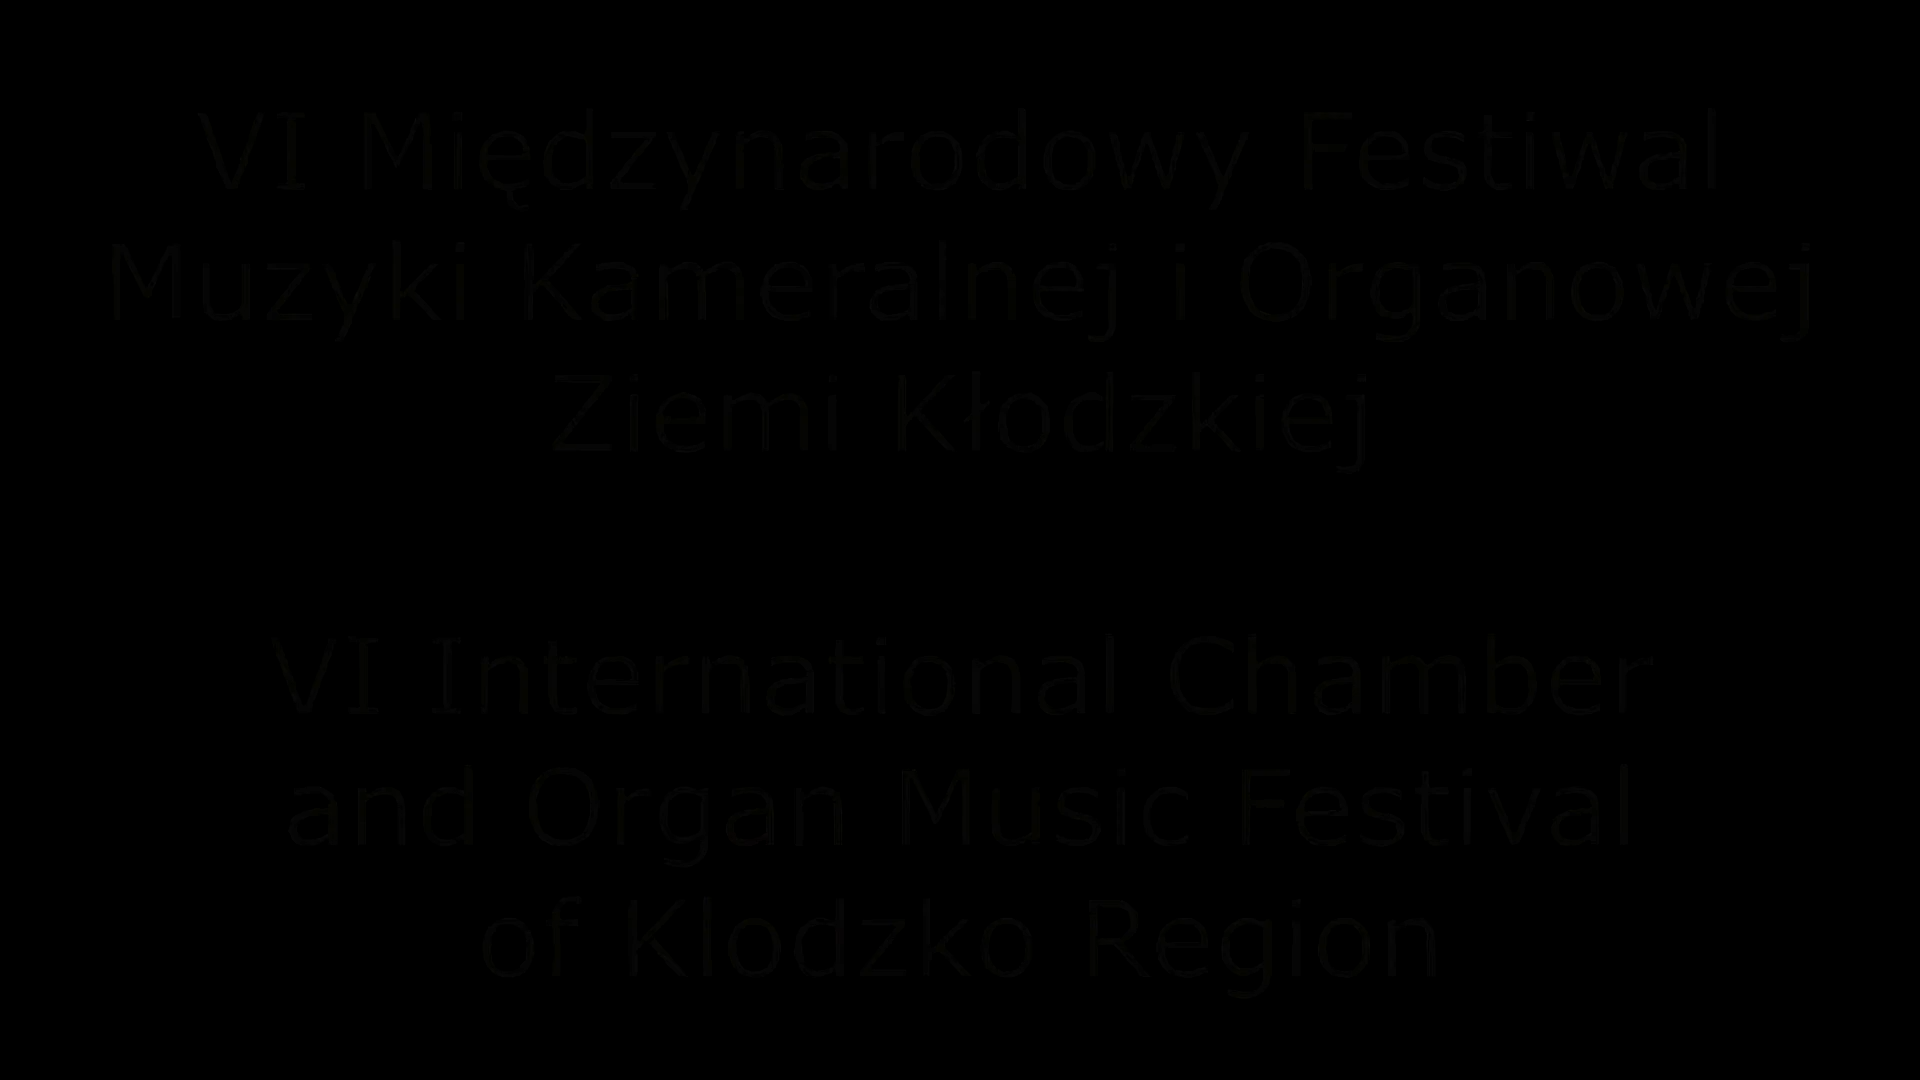 VI Międzynarodowy Festiwal
Muzyki Kameralnej i Organowej
Ziemi Kłodzkiej
VI International Chamber
and Organ Music Festival
of Klodzko Region